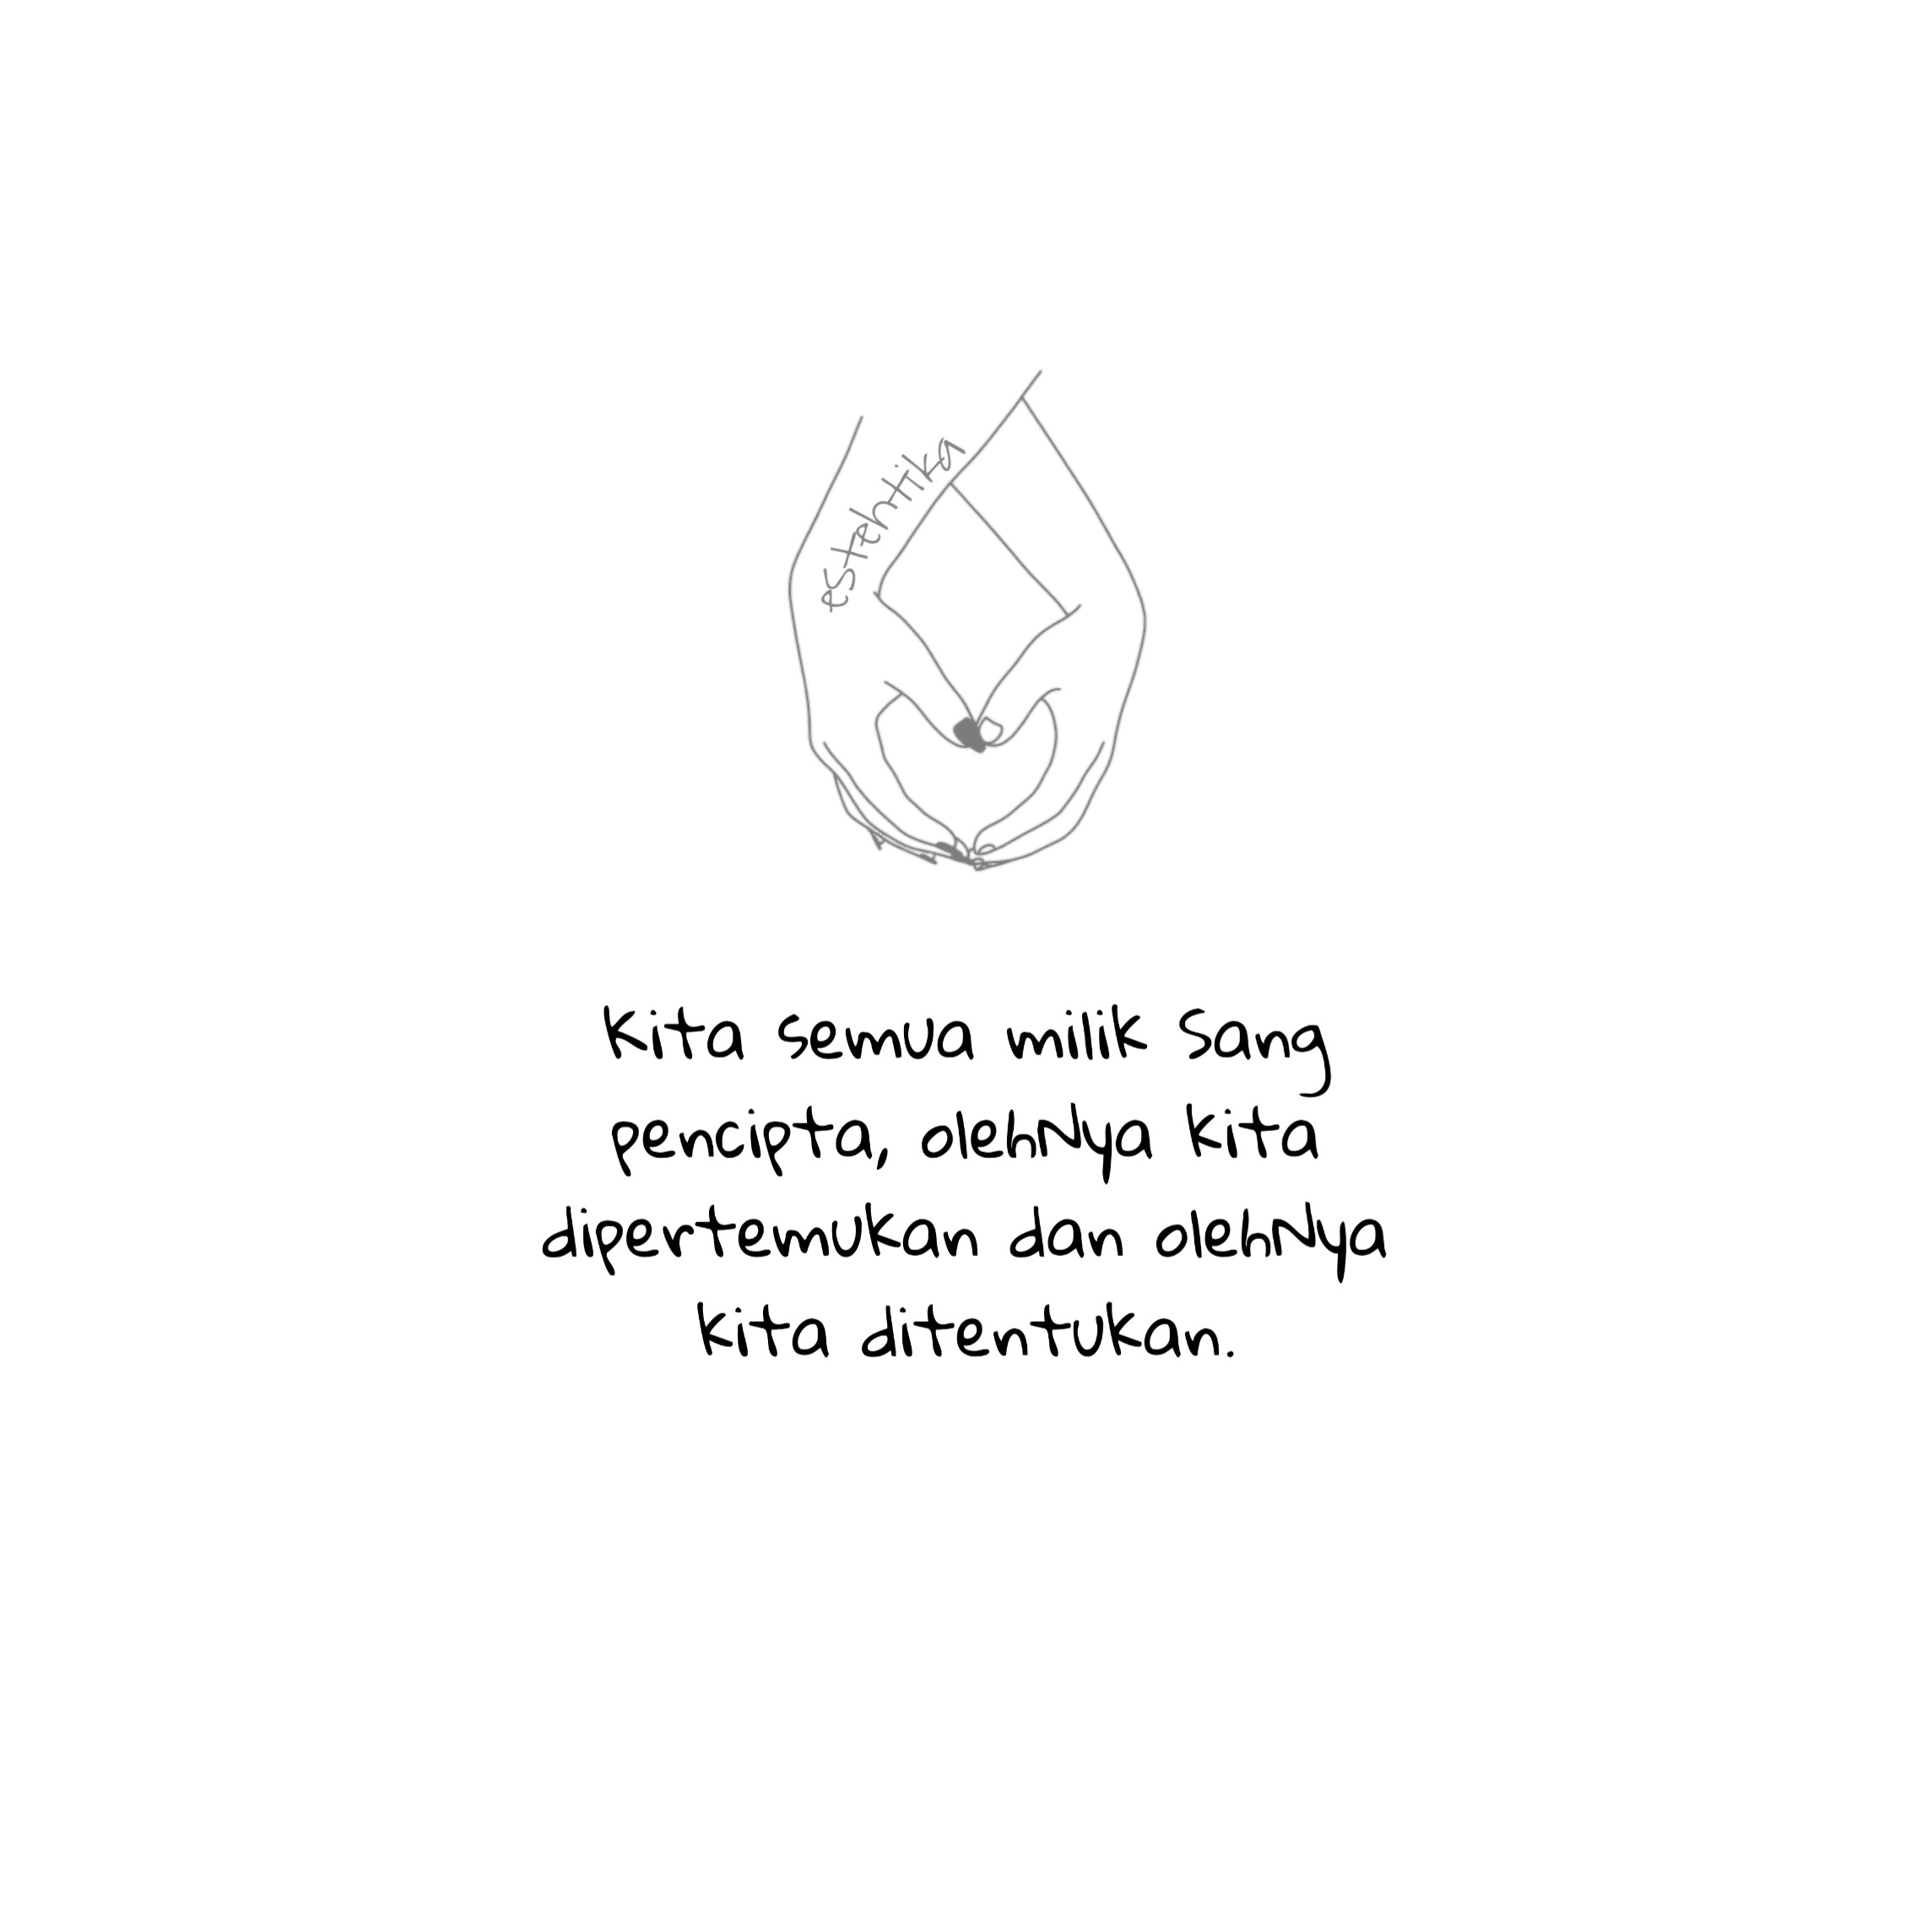 estehtika
Kita semua milik Sang
pencipta, olehNya kita
dipertemukan dan olehNya
kita ditentukan.